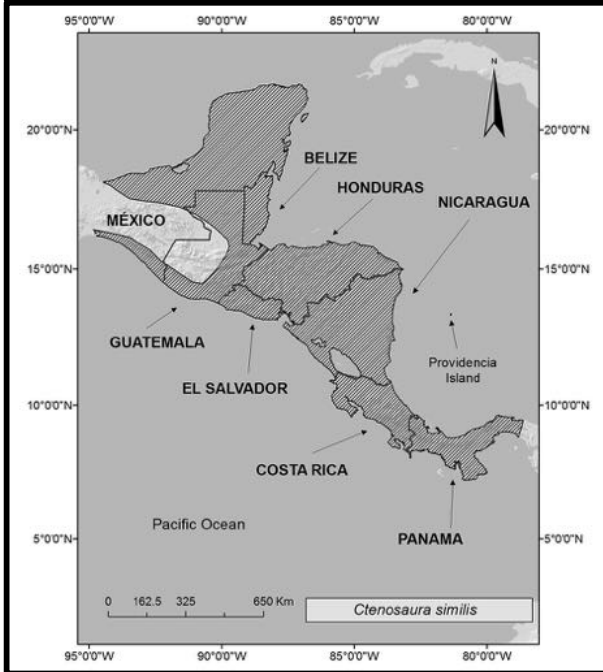 95°0'0"W 90°0'0"W 85°0'0"W 80°0'0"W
N
20°0'0"N 20°0'0"N
BELIZE
HONDURAS
NICARAGUA
MÉXICO
15°0'0"N 15°0'0"N
GUATEMALA
Providencia
Island
EL SALVADOR
10°0'0"N 10°0'0"N
COSTA RICA
Pacific Ocean
PANAMA
5°0'0"N 5°0'0"N
0 162.5 325 650 Km
Ctenosaura similis
95°0'0"W 90°0'0"W 85°0'0"W 80°0'0"W